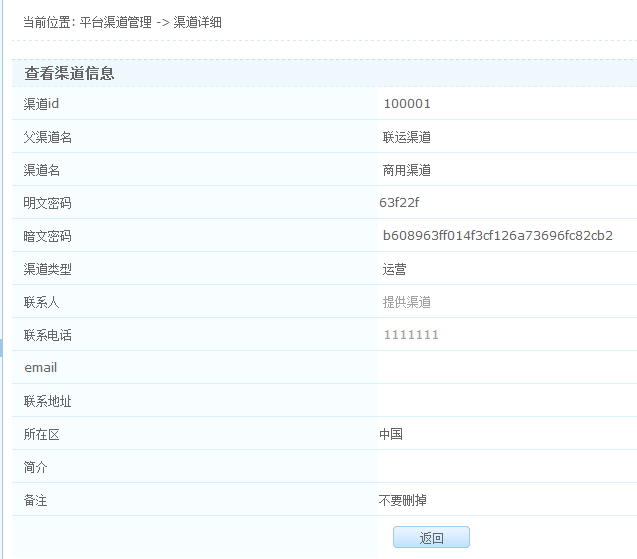 当前位置: 平台渠道管理 -> 渠道详细
查看渠道信息
渠道id 100001
父渠道名 联运渠道
渠道名 商用渠道
明文密码 63f22f
暗文密码 b608963ff014f3cf126a73696fc82cb2
渠道类型 运营
联系人 提供渠道
联系电话 1111111
email
联系地址
所在区 中国
简介
备注 不要删掉
返回